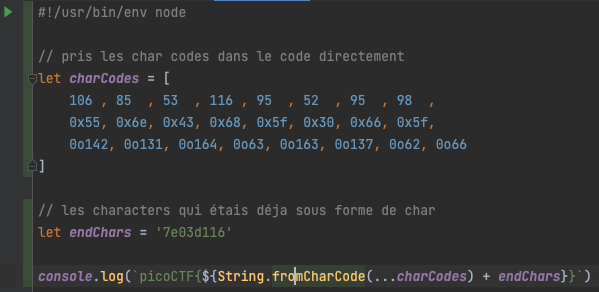 #!/usr/bin/env node
// pris les char codes dans le code directement
let charCodes = [
106 , 85 , 53 , 116 , 95 , 52 , 95 , 98 ,
0x55, 0x6e, 0x43, 0x68, 0x5f, 0x30, 0x66, 0x5f,
0o142, 0o131, 0o164, 0o63, 0o163, 0o137, 0o62, 0o66
]
// les characters qui étais déja sous forme de char
let endChars = '7e03d116'
console.log(`picoCTF{${String.fromCharCode(...charCodes) + endChars}}`)